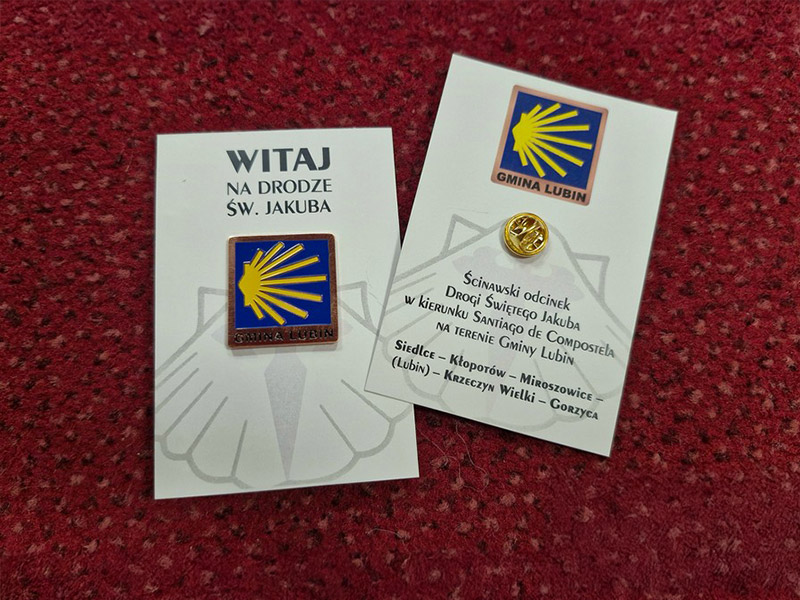 WITAJ
NA DRODZE
ŚW. JAKUBA
GMINA LUBIN
GMINA LUBIN
Ścinawski odcinek
Drogi Świętego Jakuba
w kierunku Santiago de Compostela
na terenie Gminy Lubin
Siedlce – Kłopotów – Miroszowice –
(Lubin) – Krzeczyn Wielki – Gorzyca